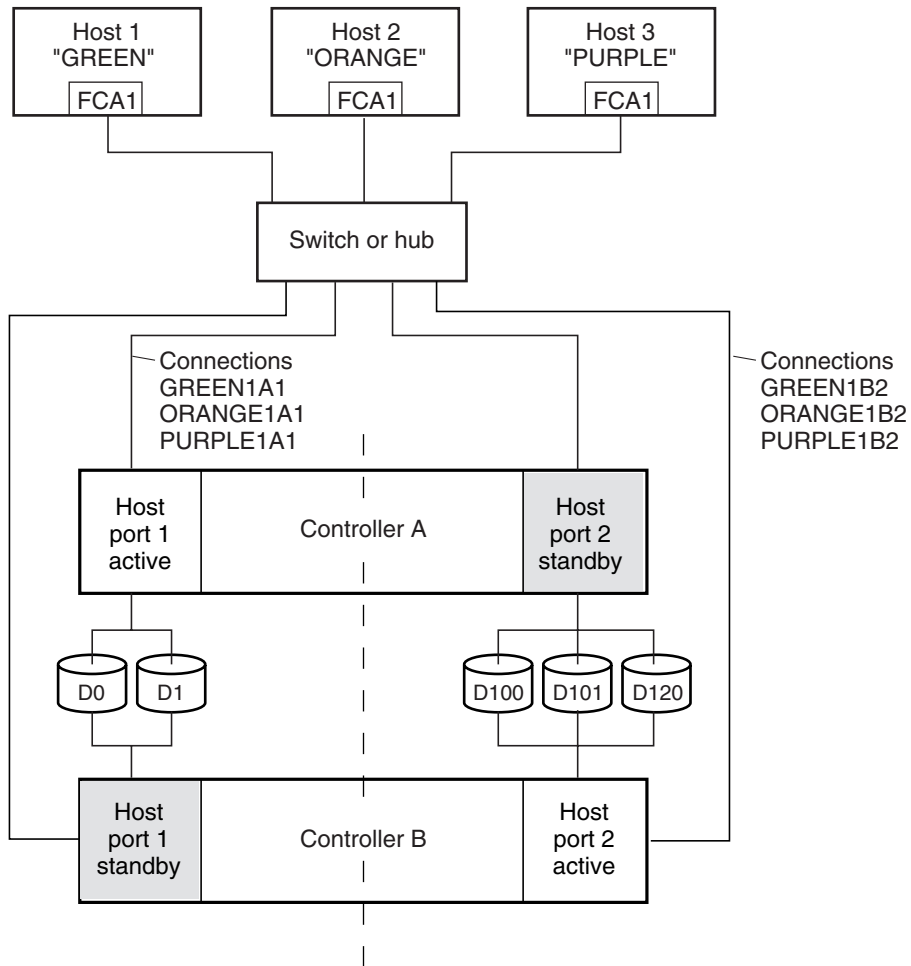 Host 1
"GREEN"
FCA1
Host 2
"ORANGE"
FCA1
Host 3
"PURPLE"
FCA1
Switch or hub
Connections
GREEN1A1
ORANGE1A1
PURPLE1A1
Connections
GREEN1B2
ORANGE1B2
PURPLE1B2
Host
port 1
active
Controller A
Host
port 2
standby
D0
D1
D100
D101
D120
Host
port 1
standby
Controller B
Host
port 2
active